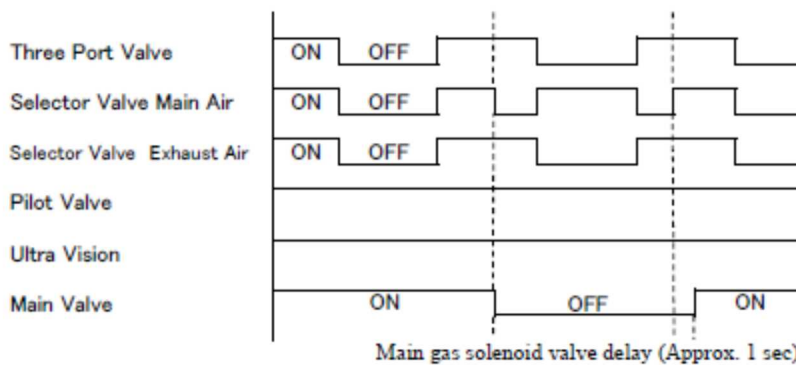 Three Port Valve ON OFF
Selector Valve Main Air ON OFF
Selector Valve Exhaust Air ON OFF
Pilot Valve
Ultra Vision
Main Valve ON OFF ON
Main gas solenoid valve delay (Approx. 1 sec)